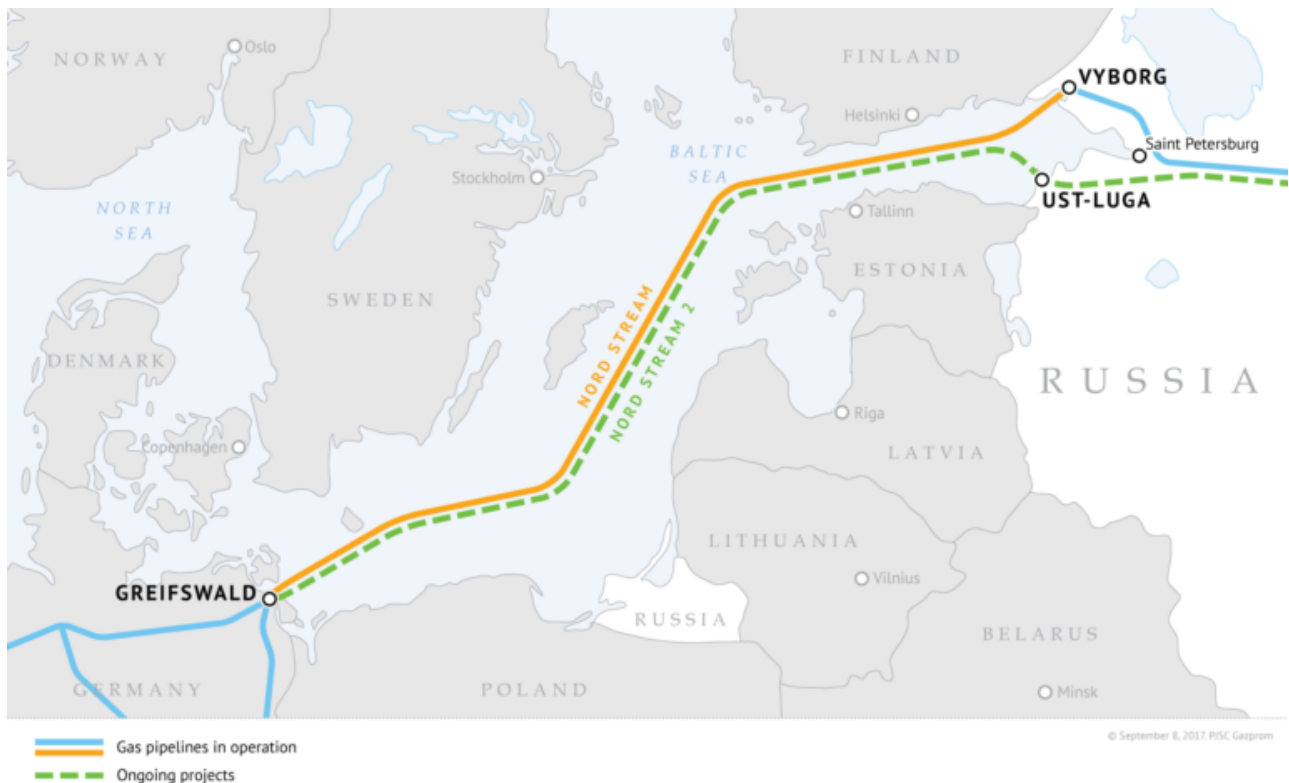 NORWAY
Oslo
FINLAND
VYBORG
Helsinki
Saint Petersburg
BALTIC
SEA
Stockholm
UST-LUGA
NORTH
SEA
Tallinn
ESTONIA
SWEDEN
NORD STREAM
NORD STREAM 2
DENMARK
RUSSIA
Riga
Copenhagen
LATVIA
LITHUANIA
Vilnius
GREIFSWALD
RUSSIA
BELARUS
GERMANY
POLAND
Minsk
© September 8, 2017. PJSC Gazprom
Gas pipelines in operation
Ongoing projects